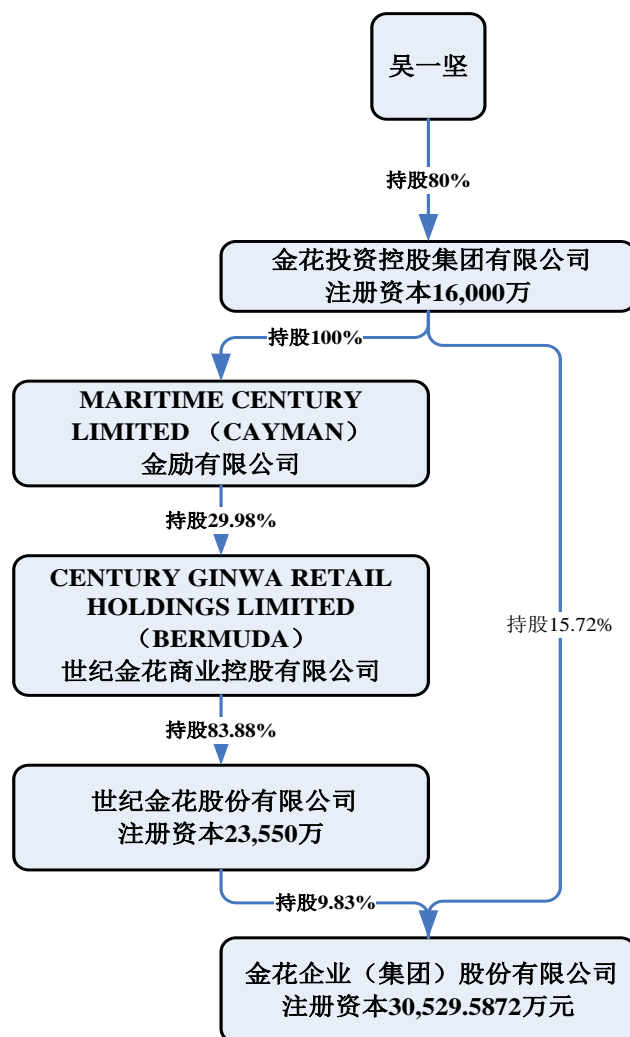 吴一坚
持股80%
金花投资控股集团有限公司
注册资本16,000万
持股100%
MARITIME CENTURY
LIMITED （CAYMAN）
金励有限公司
持股29.98%
CENTURY GINWA RETAIL
HOLDINGS LIMITED
（BERMUDA）
世纪金花商业控股有限公司
持股15.72%
持股83.88%
世纪金花股份有限公司
注册资本23,550万
持股9.83%
金花企业（集团）股份有限公司
注册资本30,529.5872万元